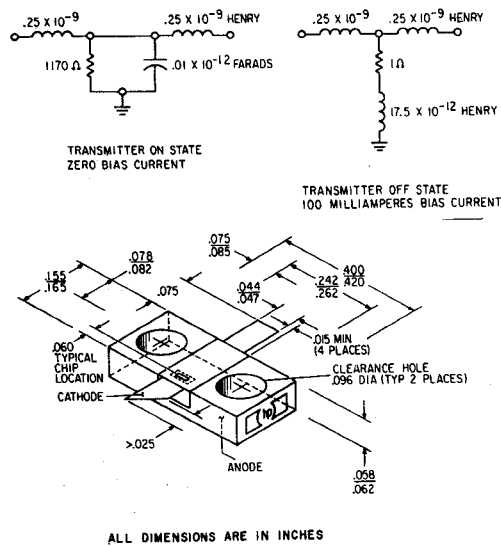 .25 X 10-9
.25 X 10-9 HENRY
1170 Ω
.01 X 10-12 FARADS
TRANSMITTER ON STATE
ZERO BIAS CURRENT
.25 X 10-9
.25 X 10-9 HENRY
1Ω
17.5 X 10-12 HENRY
TRANSMITTER OFF STATE
100 MILLIAMPERES BIAS CURRENT
.155
.165
.078
.082
.075
.075
.085
.044
.047
.242
.262
.400
.420
.015 MIN
(4 PLACES)
.060
TYPICAL
CHIP
LOCATION
CATHODE
CLEARANCE HOLE
.096 DIA (TYP 2 PLACES)
>.025
ANODE
hp
.058
.062
ALL DIMENSIONS ARE IN INCHES